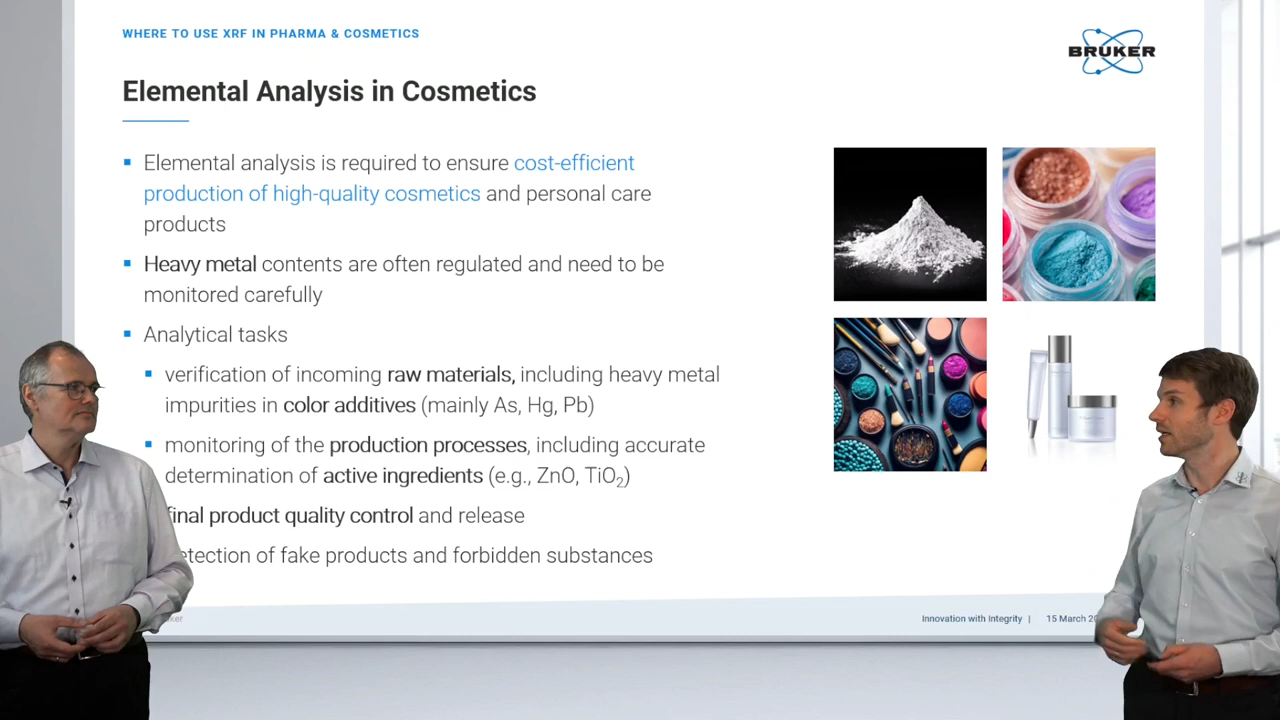 WHERE TO USE XRF IN PHARMA & COSMETICS
BRUKER
Elemental Analysis in Cosmetics
Elemental analysis is required to ensure cost-efficient
production of high-quality cosmetics and personal care
products
Heavy metal contents are often regulated and need to be
monitored carefully
Analytical tasks
verification of incoming raw materials, including heavy metal
impurities in color additives (mainly As, Hg, Pb)
monitoring of the production processes, including accurate
determination of active ingredients (e.g., ZnO, TiO₂)
final product quality control and release
of fake products and forbidden substances
Innovation with Integrity | 15 March